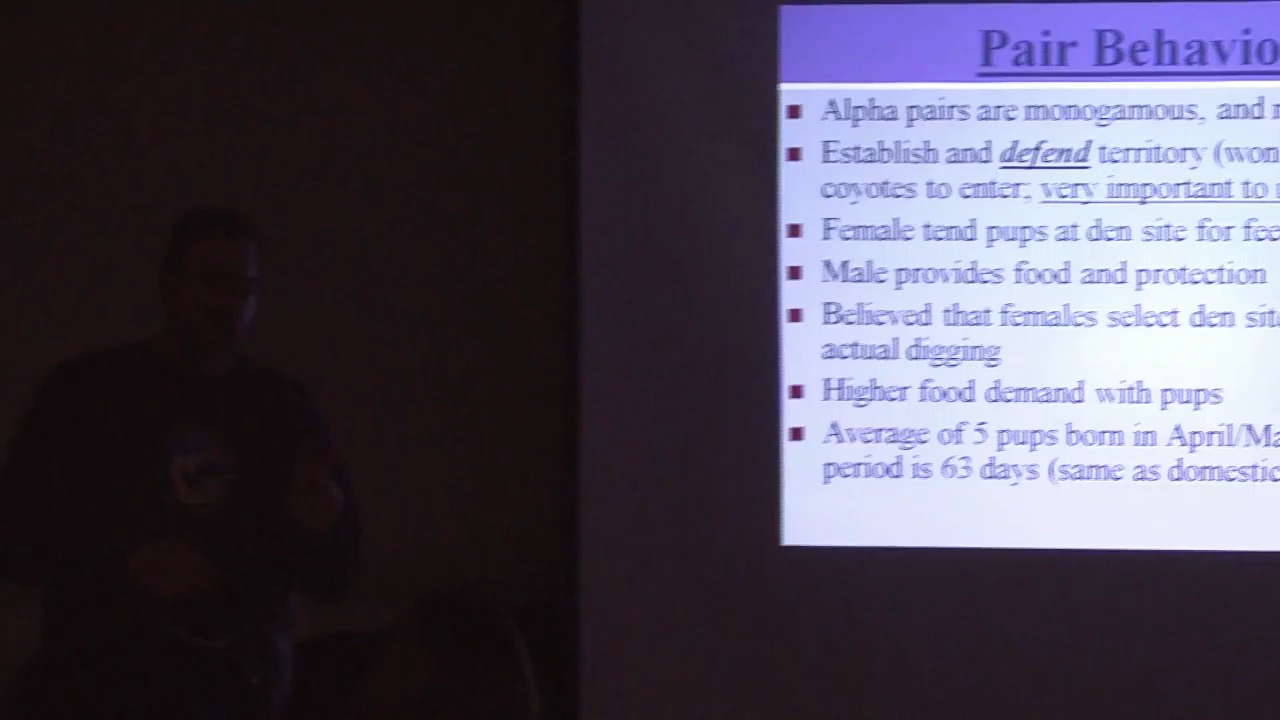 Pair Behavio
Alpha pairs are monogamous, and
Establish and defend territory (won
coyotes to enter; very important to
Female tend pups at den site for fee
Male provides food and protection
Believed that females select den site
actual digging
Higher food demand with pups
Average of 5 pups born in April/Ma
period is 63 days (same as domestic